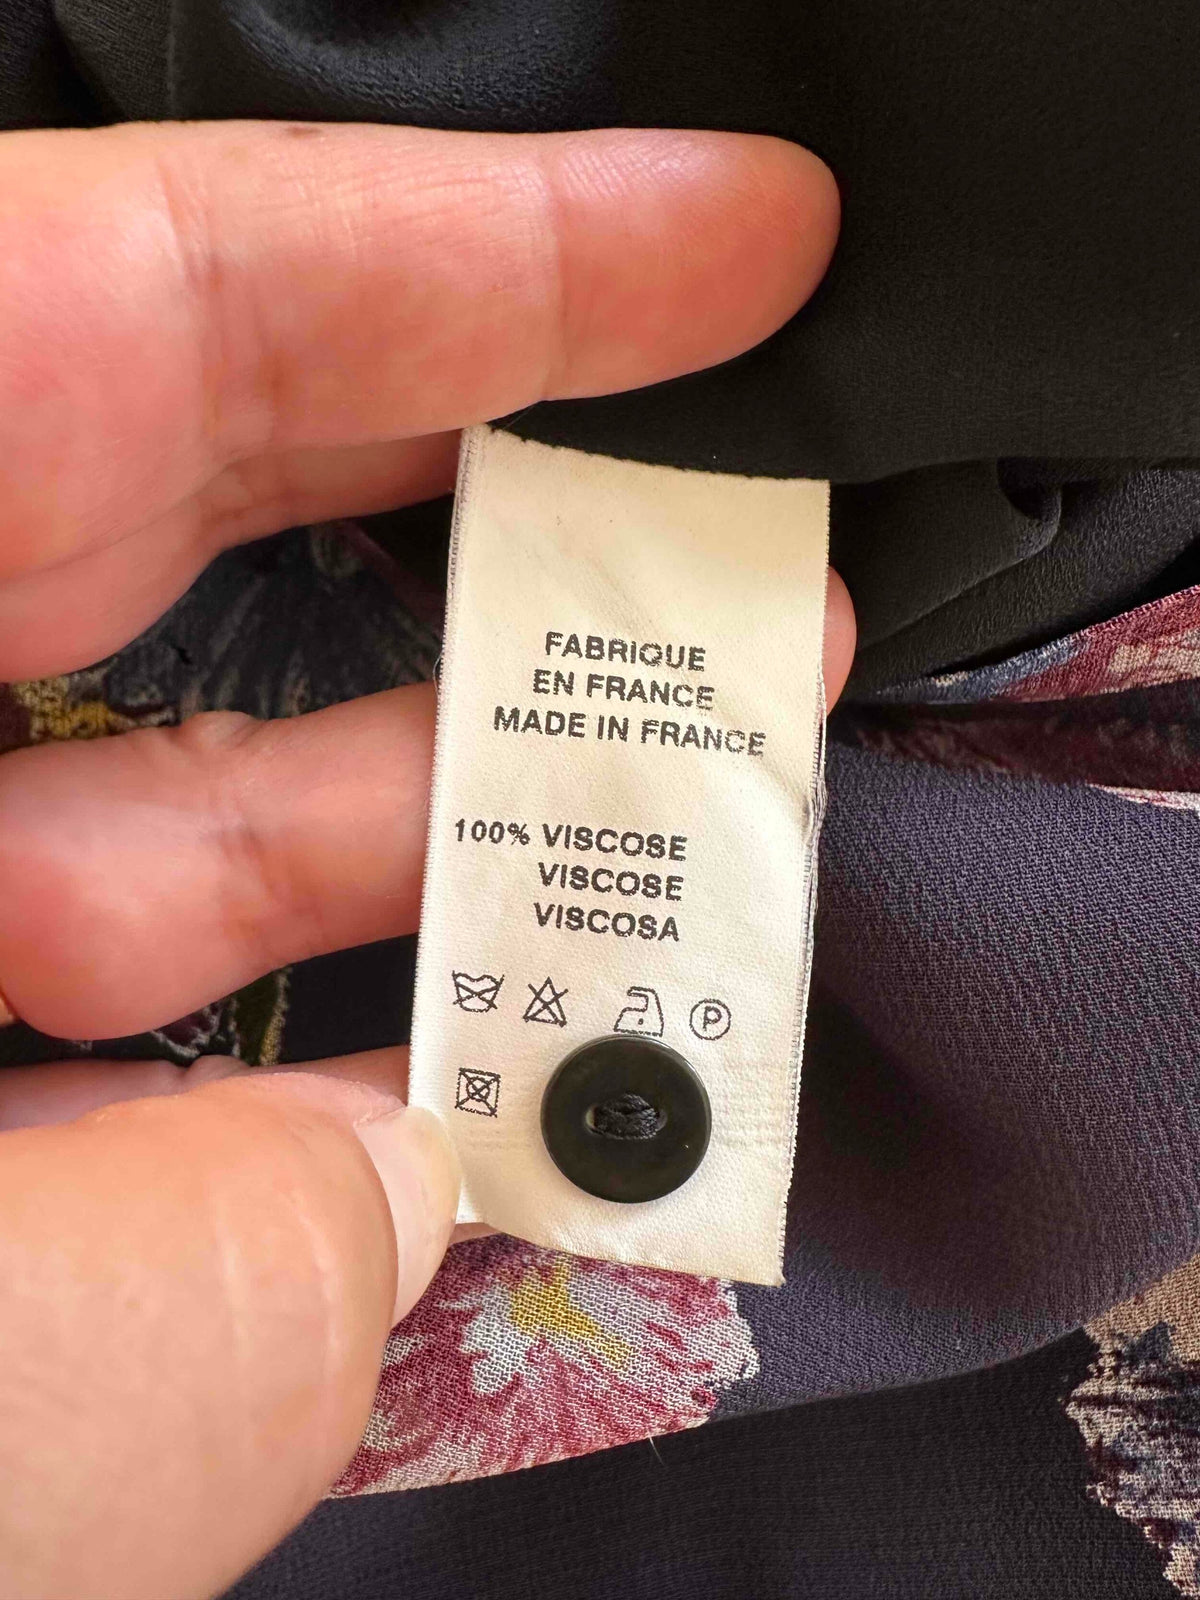 FABRIQUE
EN FRANCE
MADE IN FRANCE
100% VISCOSE
VISCOSE
VISCOSA
P